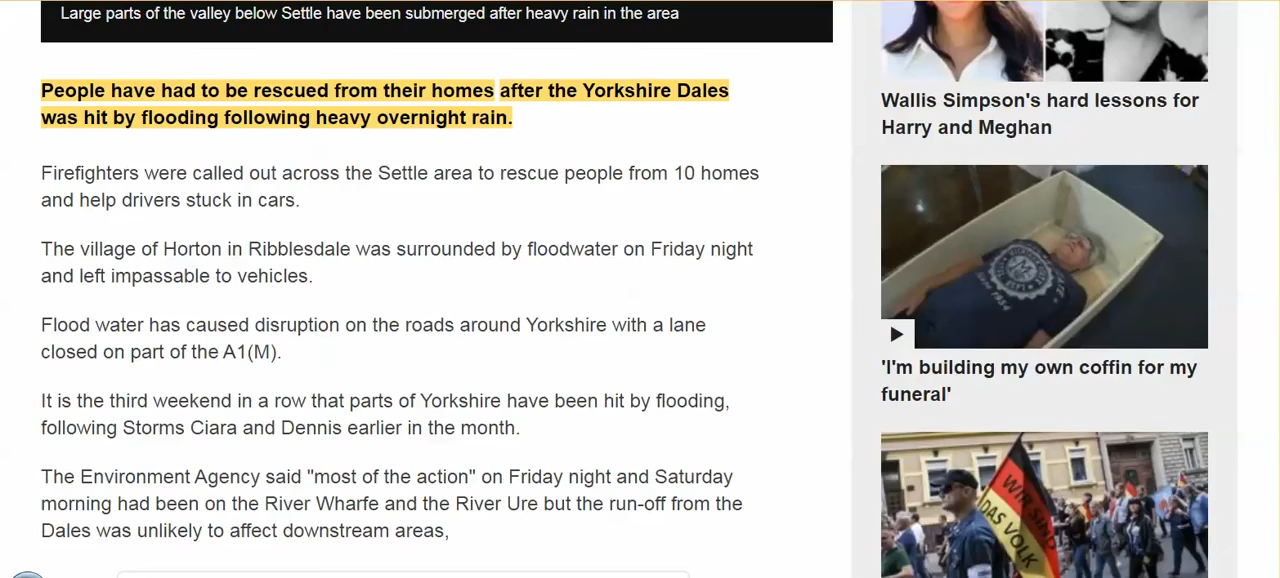 Large parts of the valley below Settle have been submerged after heavy rain in the area
People have had to be rescued from their homes after the Yorkshire Dales
was hit by flooding following heavy overnight rain.
Firefighters were called out across the Settle area to rescue people from 10 homes
and help drivers stuck in cars.
The village of Horton in Ribblesdale was surrounded by floodwater on Friday night
and left impassable to vehicles.
Flood water has caused disruption on the roads around Yorkshire with a lane
closed on part of the A1(M).
It is the third weekend in a row that parts of Yorkshire have been hit by flooding,
following Storms Ciara and Dennis earlier in the month.
The Environment Agency said "most of the action" on Friday night and Saturday
morning had been on the River Wharfe and the River Ure but the run-off from the
Dales was unlikely to affect downstream areas,
Wallis Simpson's hard lessons for
Harry and Meghan
'I'm building my own coffin for my
funeral'
WIR SIND
DAS VOLK